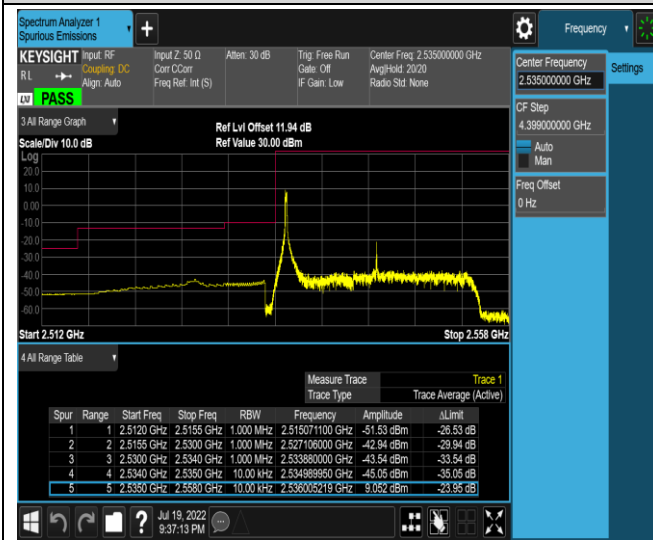 Spectrum Analyzer 1
Spurious Emissions
+
Frequency
KEYSIGHT
RL
Input: RF
Coupling: DC
Align: Auto
Input Z: 50 Ω
Corr CCorr
Freq Ref: Int (S)
Atten: 30 dB
Trig: Free Run
Gate: Off
IF Gain: Low
Center Freq: 2.535000000 GHz
Avg|Hold: 20/20
Radio Std: None
LXI
PASS
Center Frequency
2.535000000 GHz
Settings
CF Step
4.399000000 GHz
Auto
Man
Freq Offset
0 Hz
3 All Range Graph
Scale/Div 10.0 dB
Ref Lvl Offset 11.94 dB
Ref Value 30.00 dBm
Log
20.0
10.0
0.00
-10.0
-20.0
-30.0
-40.0
-50.0
-60.0
Start 2.512 GHz
Stop 2.558 GHz
4 All Range Table
Measure Trace Trace 1
Trace Type Trace Average (Active)
Spur Range Start Freq Stop Freq RBW Frequency Amplitude ΔLimit
1 1 2.5120 GHz 2.5155 GHz 1.000 MHz 2.515071100 GHz -51.53 dBm -26.53 dB
2 2 2.5155 GHz 2.5300 GHz 1.000 MHz 2.527106000 GHz -42.94 dBm -29.94 dB
3 3 2.5300 GHz 2.5340 GHz 1.000 MHz 2.533880000 GHz -43.54 dBm -33.54 dB
4 4 2.5340 GHz 2.5350 GHz 10.00 kHz 2.534989950 GHz -45.05 dBm -35.05 dB
5 5 2.5350 GHz 2.5580 GHz 10.00 kHz 2.536005219 GHz 9.052 dBm -23.95 dB
?
Jul 19, 2022
9:37:13 PM